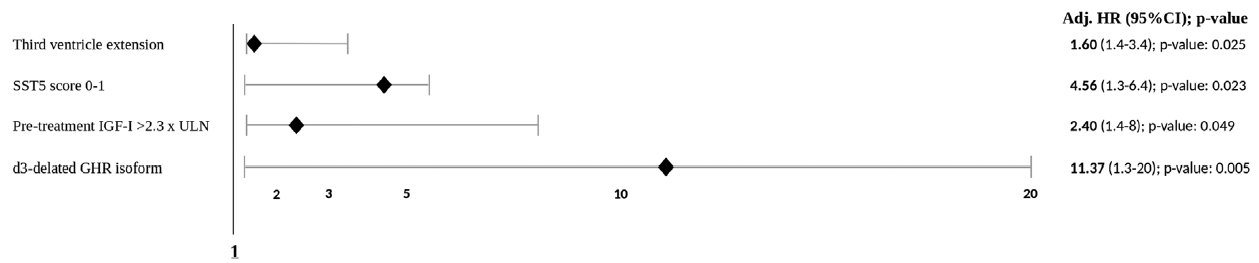 Adj. HR (95%CI); p-value
Third ventricle extension 1.60 (1.4-3.4); p-value: 0.025
SST5 score 0-1 4.56 (1.3-6.4); p-value: 0.023
Pre-treatment IGF-I >2.3 x ULN 2.40 (1.4-8); p-value: 0.049
d3-delated GHR isoform 11.37 (1.3-20); p-value: 0.005
2 3 5 10 20
1